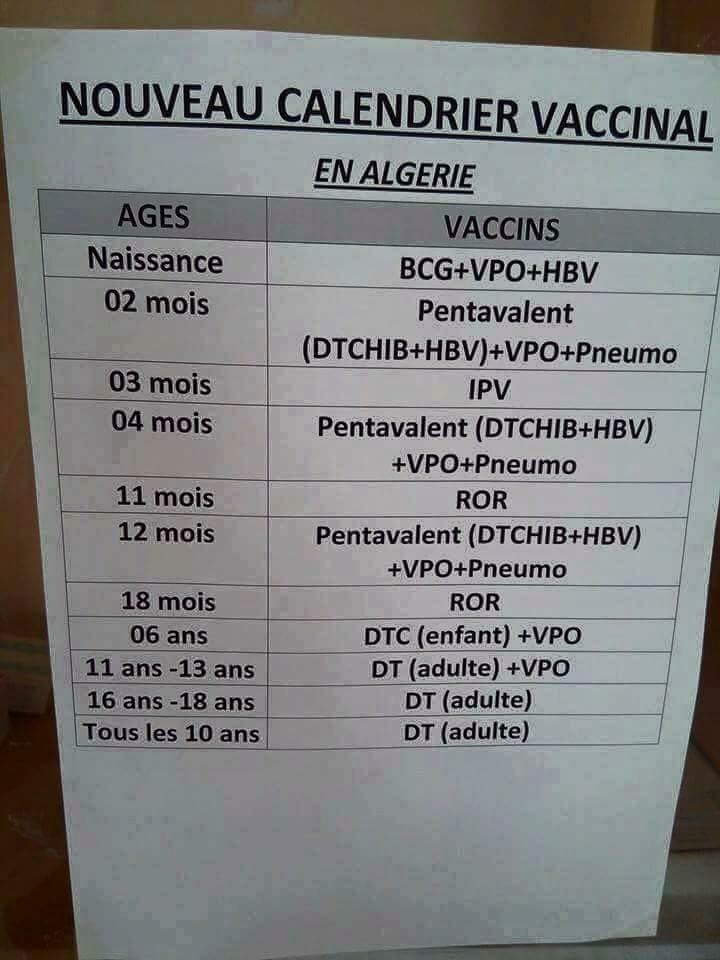 NOUVEAU CALENDRIER VACCINAL
EN ALGERIE
AGES VACCINS
Naissance BCG+VPO+HBV
02 mois Pentavalent
(DTCHIB+HBV)+VPO+Pneumo
03 mois IPV
04 mois Pentavalent (DTCHIB+HBV)
+VPO+Pneumo
11 mois ROR
12 mois Pentavalent (DTCHIB+HBV)
+VPO+Pneumo
18 mois ROR
06 ans DTC (enfant) +VPO
11 ans -13 ans DT (adulte) +VPO
16 ans -18 ans DT (adulte)
Tous les 10 ans DT (adulte)